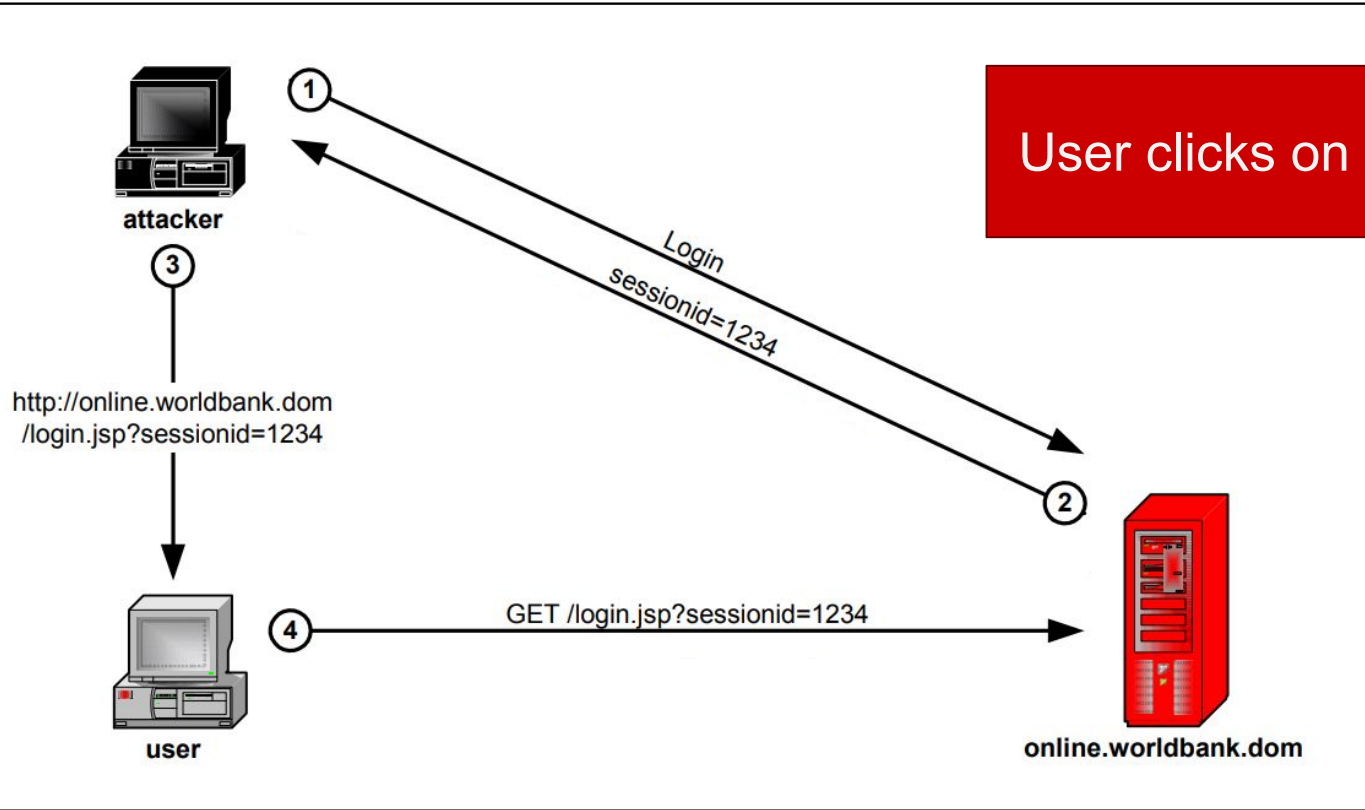 1
User clicks on
attacker
3
Login
sessionid=1234
http://online.worldbank.dom
/login.jsp?sessionid=1234
2
4
GET /login.jsp?sessionid=1234
user
online.worldbank.dom